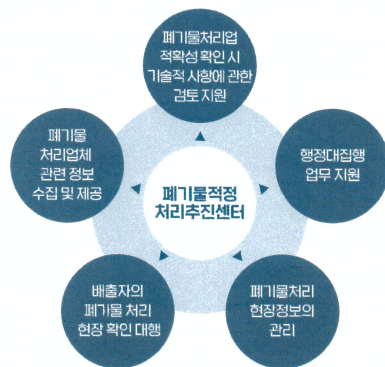 폐기물처리업
적확성 확인 시
기술적 사항에 관한
검토 지원
폐기물
처리업체
관련 정보
수집 및 제공
행정대집행
업무 지원
폐기물적정
처리추진센터
배출자의
폐기물 처리
현장 확인 대행
폐기물처리
현장정보의
관리